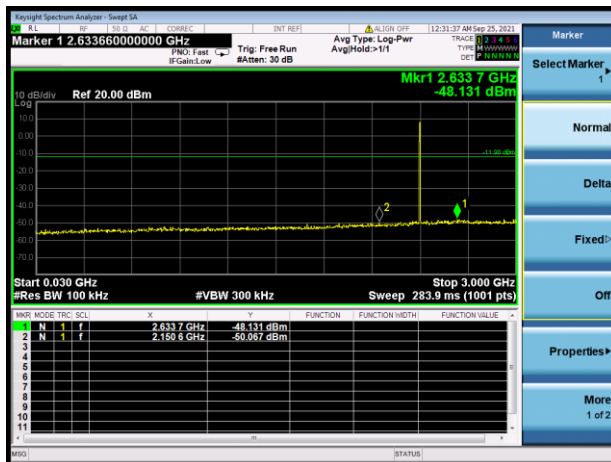 Keysight Spectrum Analyzer - Swept SA
RL RF 50 Ω AC CORREC INT REF ALIGN OFF 12:31:37 AM Sep 25, 2021
Marker 1 2.633660000000 GHz
PNO: Fast
IFGain:Low
Trig: Free Run
#Atten: 30 dB
Avg Type: Log-Pwr
Avg|Hold:>1/1
TRACE 1 2 3 4 5 6
TYPE M W W W W W
DET P N N N N N
Mkr1 2.633 7 GHz
-48.131 dBm
10 dB/div Ref 20.00 dBm
Log
10.0
0.00
-10.0
-20.0
-30.0
-40.0
-50.0
-60.0
-70.0
2
1
Start 0.030 GHz Stop 3.000 GHz
#Res BW 100 kHz #VBW 300 kHz Sweep 283.9 ms (1001 pts)
MKR MODE TRC SCL X Y FUNCTION FUNCTION WIDTH FUNCTION VALUE
1 N 1 f 2.633 7 GHz -48.131 dBm
2 N 1 f 2.150 6 GHz -50.067 dBm
3
4
5
6
7
8
9
10
11
MSG STATUS
Marker
Select Marker
1
Normal
Delta
Fixed
Off
Properties
More
1 of 2